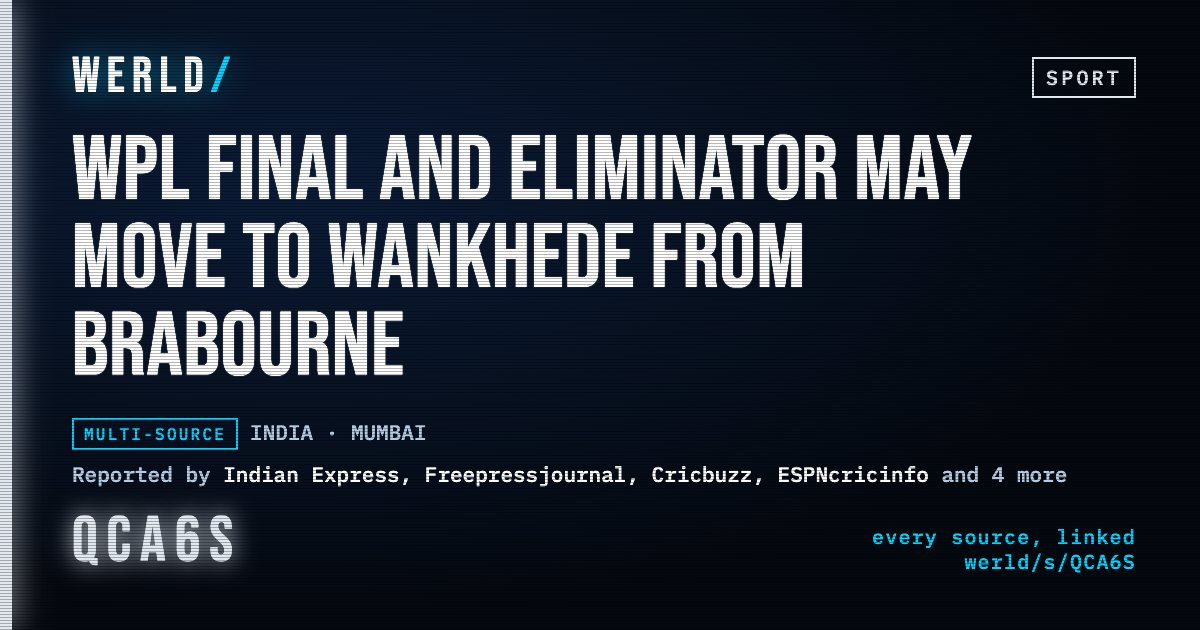 WERLD/
SPORT
WPL FINAL AND ELIMINATOR MAY
MOVE TO WANKHEDE FROM
BRABOURNE
MULTI-SOURCE INDIA · MUMBAI
Reported by Indian Express, Freepressjournal, Cricbuzz, ESPNcricinfo and 4 more
QCA6S
every source, linked
werld/s/QCA6S